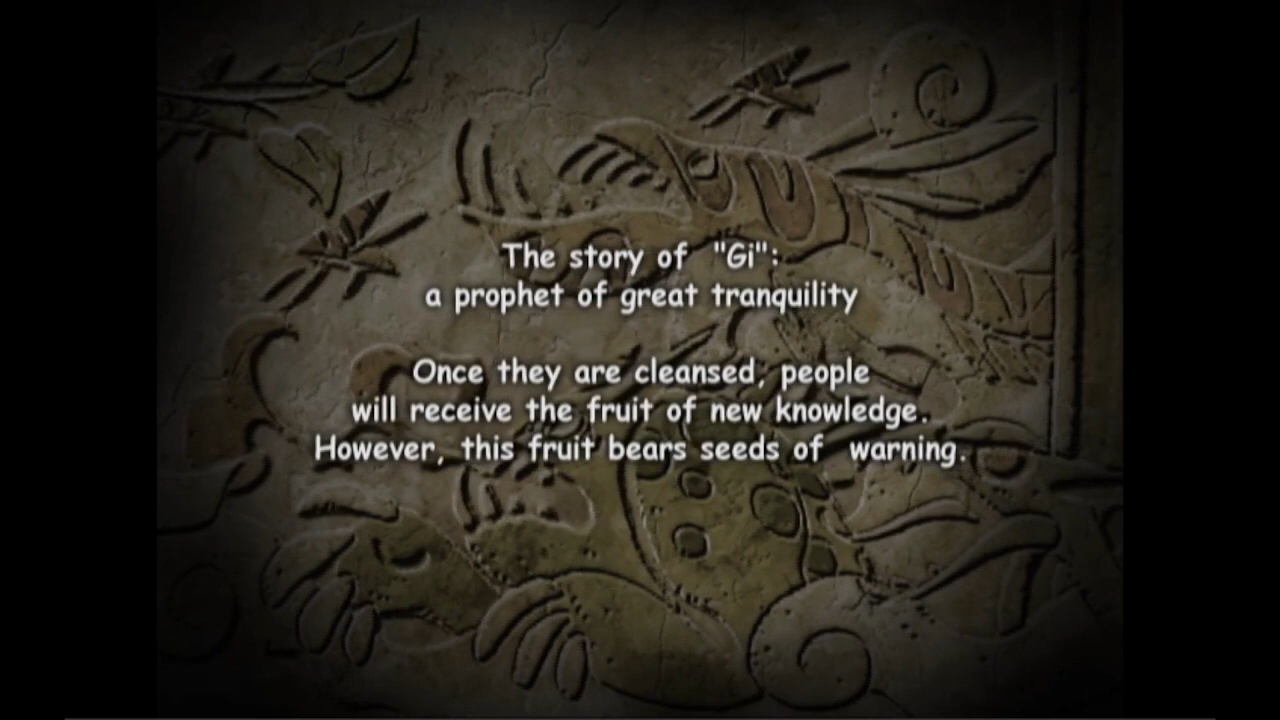 The story of "Gi":
a prophet of great tranquility
Once they are cleansed, people
will receive the fruit of new knowledge.
However, this fruit bears seeds of warning.